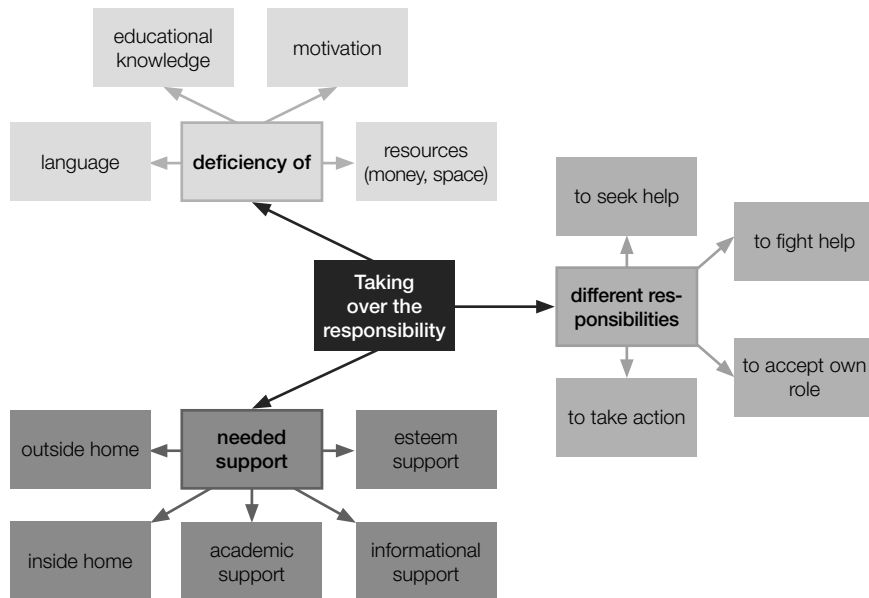 educational
knowledge
motivation
language
deficiency of
resources
(money, space)
to seek help
to fight help
Taking
over the
responsibility
different res-
ponsibilities
to accept own
role
to take action
outside home
needed
support
esteem
support
inside home
academic
support
informational
support